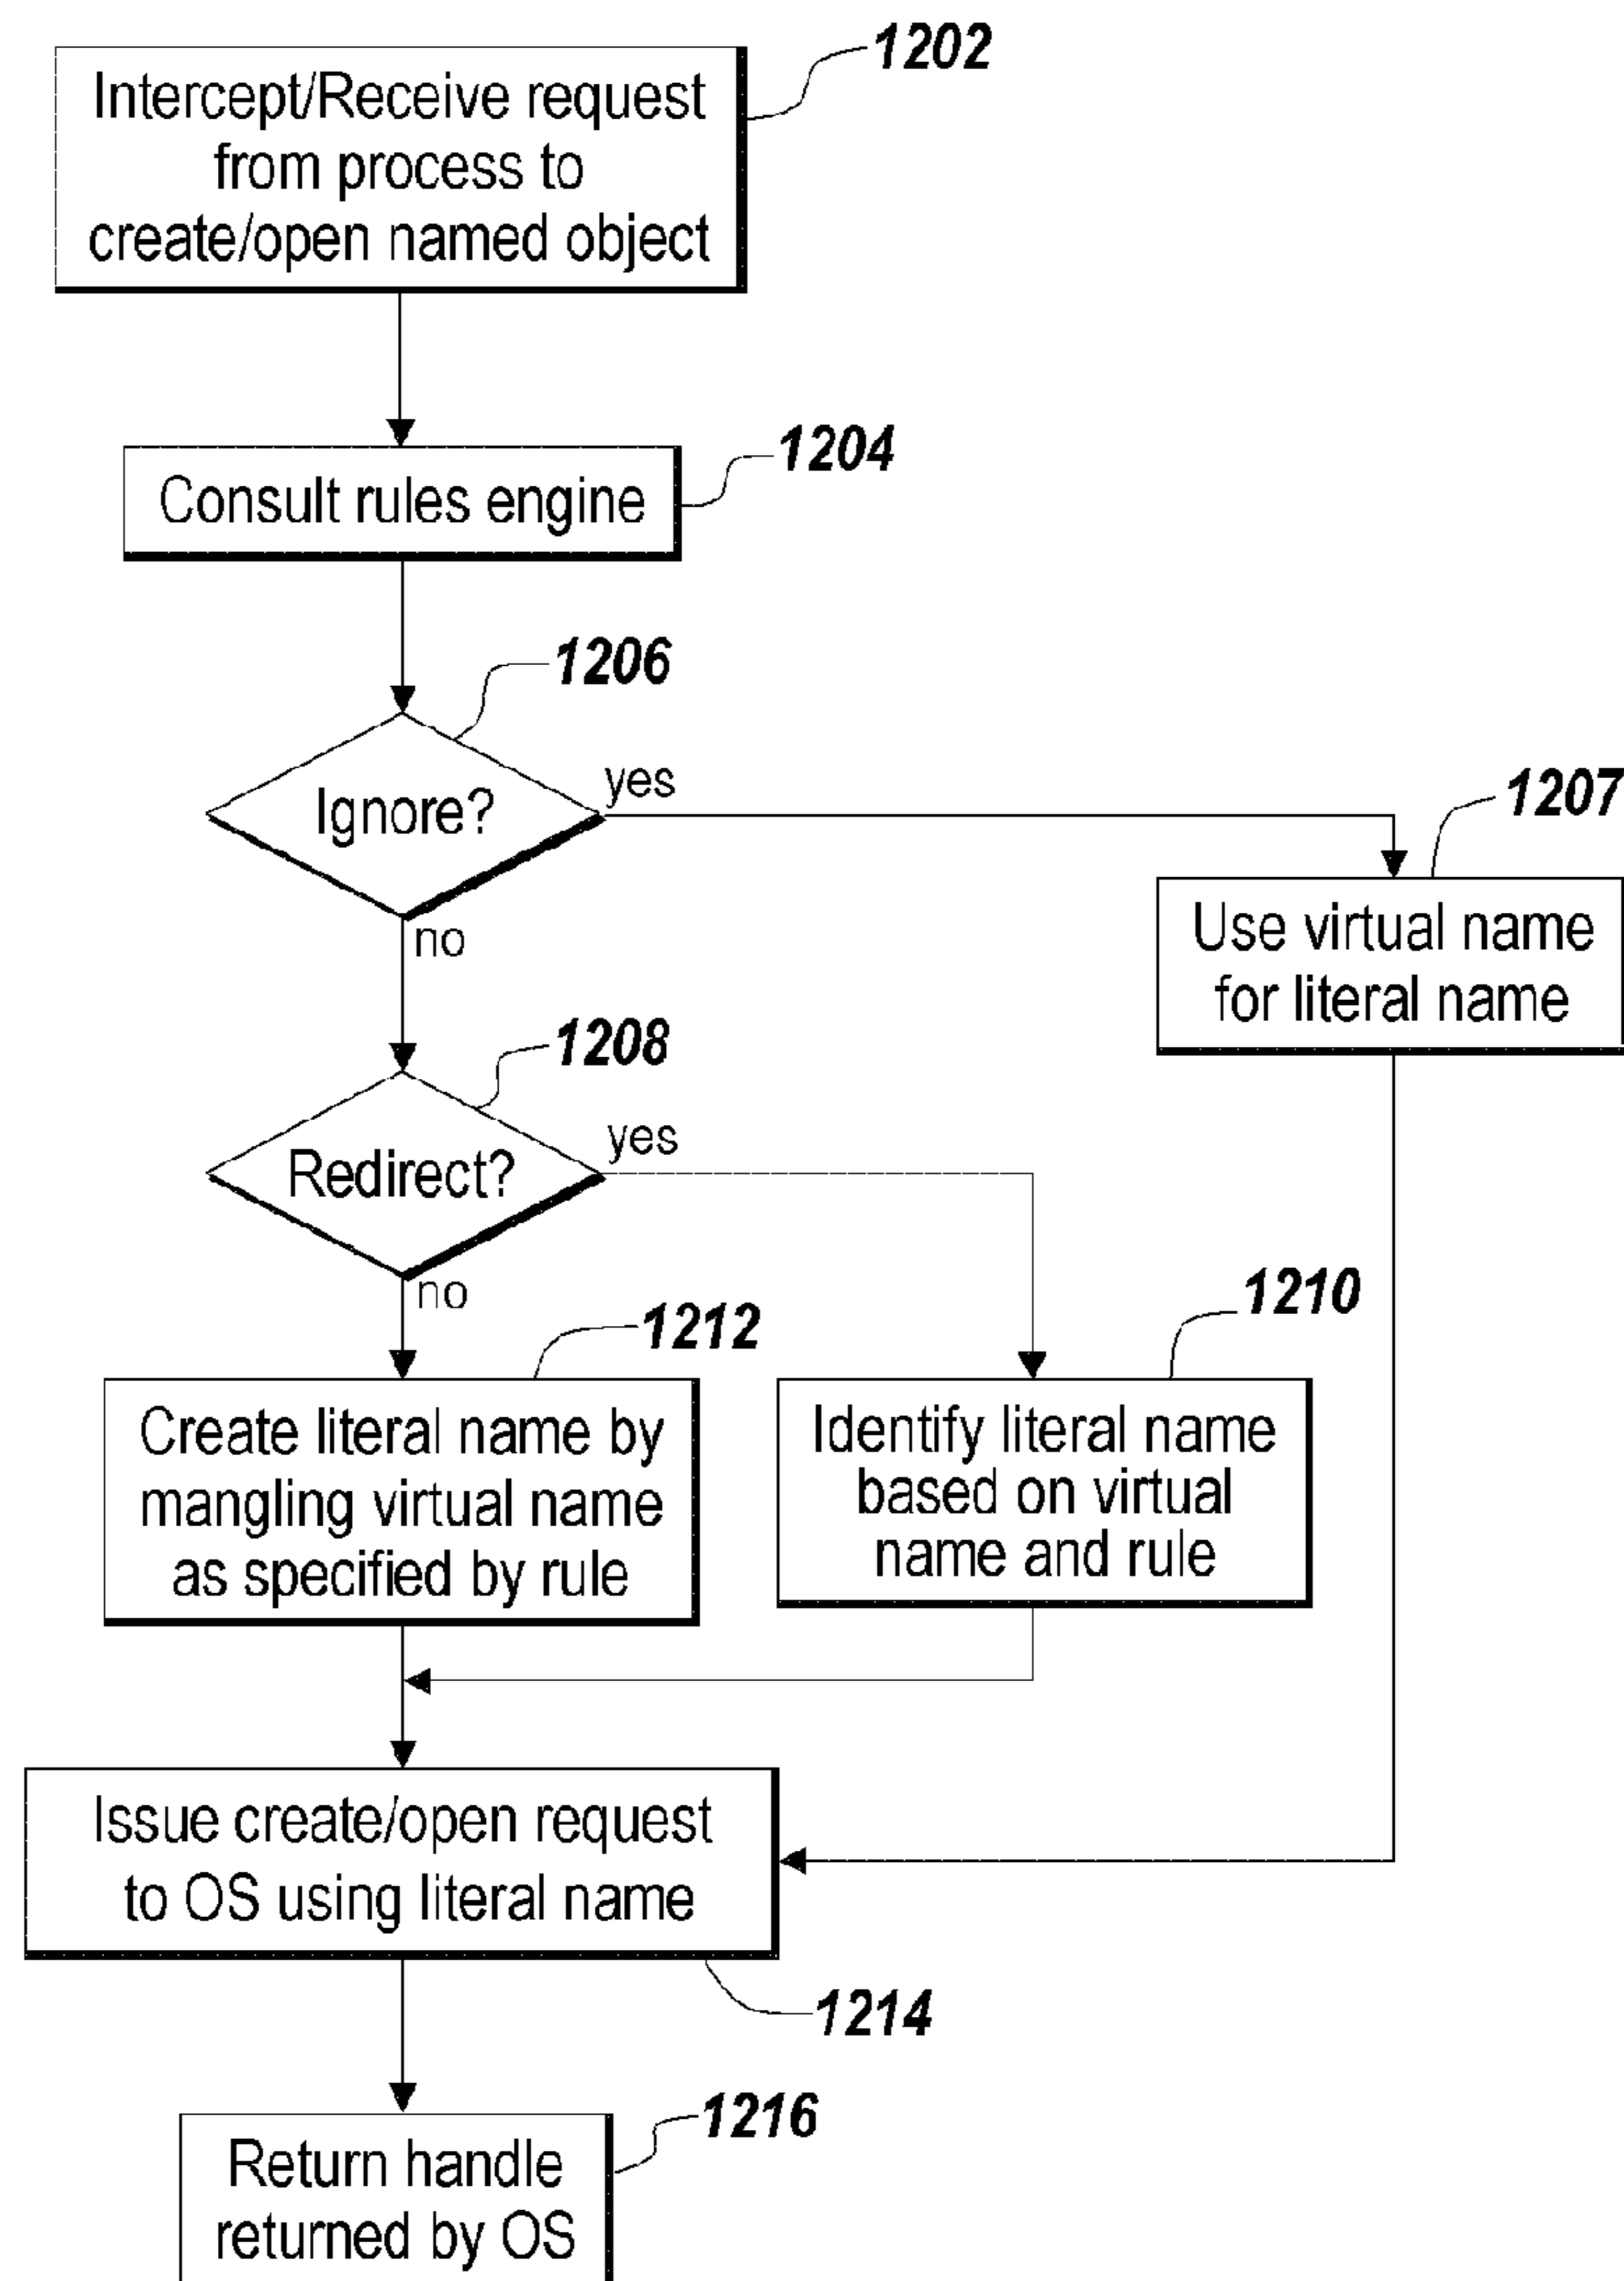 1202
Intercept/Receive request
from process to
create/open named object
1204
Consult rules engine
1206
Ignore?
yes
no
1207
Use virtual name
for literal name
1208
Redirect?
yes
no
1212
Create literal name by
mangling virtual name
as specified by rule
1210
Identify literal name
based on virtual
name and rule
Issue create/open request
to OS using literal name
1214
1216
Return handle
returned by OS